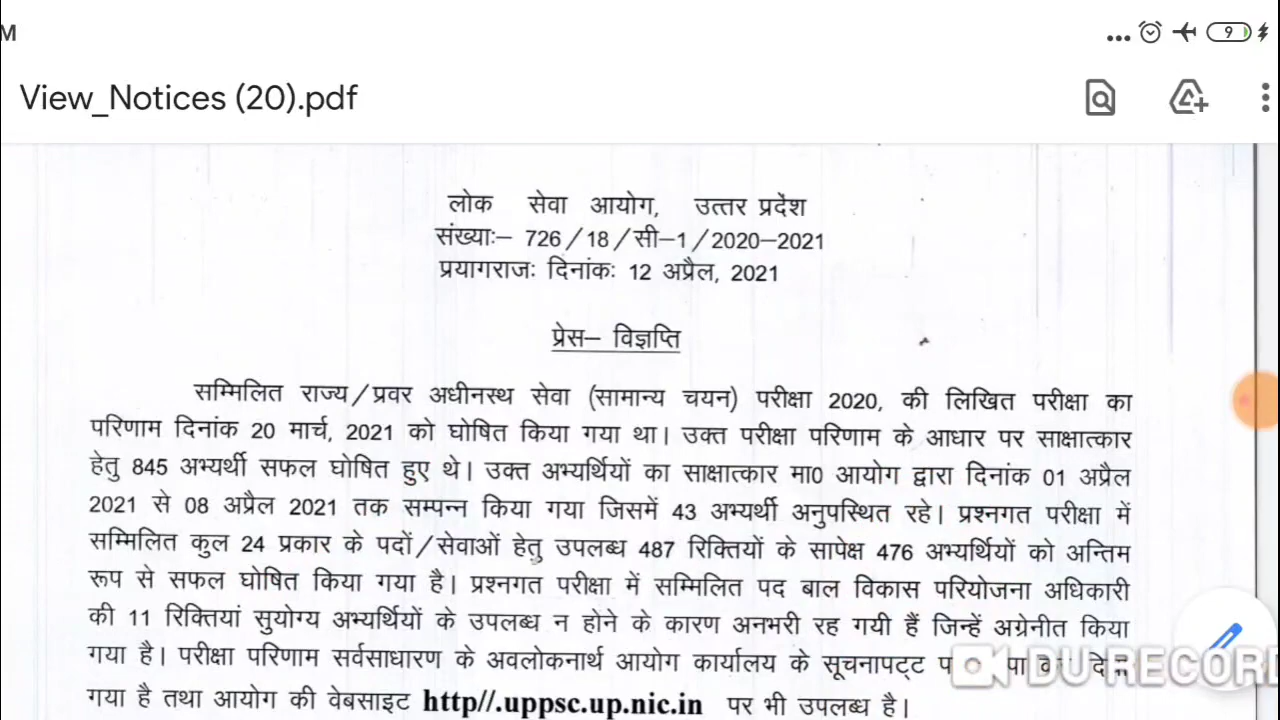 M
... 9
View_Notices (20).pdf
लोक सेवा आयोग, उत्तर प्रदेश
संख्याः– 726/18/सी–1/2020–2021
प्रयागराजः दिनांकः 12 अप्रैल, 2021
प्रेस– विज्ञप्ति
सम्मिलित राज्य/प्रवर अधीनस्थ सेवा (सामान्य चयन) परीक्षा 2020, की लिखित परीक्षा का
परिणाम दिनांक 20 मार्च, 2021 को घोषित किया गया था। उक्त परीक्षा परिणाम के आधार पर साक्षात्कार
हेतु 845 अभ्यर्थी सफल घोषित हुए थे। उक्त अभ्यर्थियों का साक्षात्कार मा0 आयोग द्वारा दिनांक 01 अप्रैल
2021 से 08 अप्रैल 2021 तक सम्पन्न किया गया जिसमें 43 अभ्यर्थी अनुपस्थित रहे। प्रश्नगत परीक्षा में
सम्मिलित कुल 24 प्रकार के पदों/सेवाओं हेतु उपलब्ध 487 रिक्तियों के सापेक्ष 476 अभ्यर्थियों को अन्तिम
रूप से सफल घोषित किया गया है। प्रश्नगत परीक्षा में सम्मिलित पद बाल विकास परियोजना अधिकारी
की 11 रिक्तियां सुयोग्य अभ्यर्थियों के उपलब्ध न होने के कारण अनभरी रह गयी हैं जिन्हें अग्रेनीत किया
गया है। परीक्षा परिणाम सर्वसाधारण के अवलोकनार्थ आयोग कार्यालय के सूचनापट्ट
DU RECORD
गया है तथा आयोग की वेबसाइट http//.uppsc.up.nic.in पर भी उपलब्ध है।